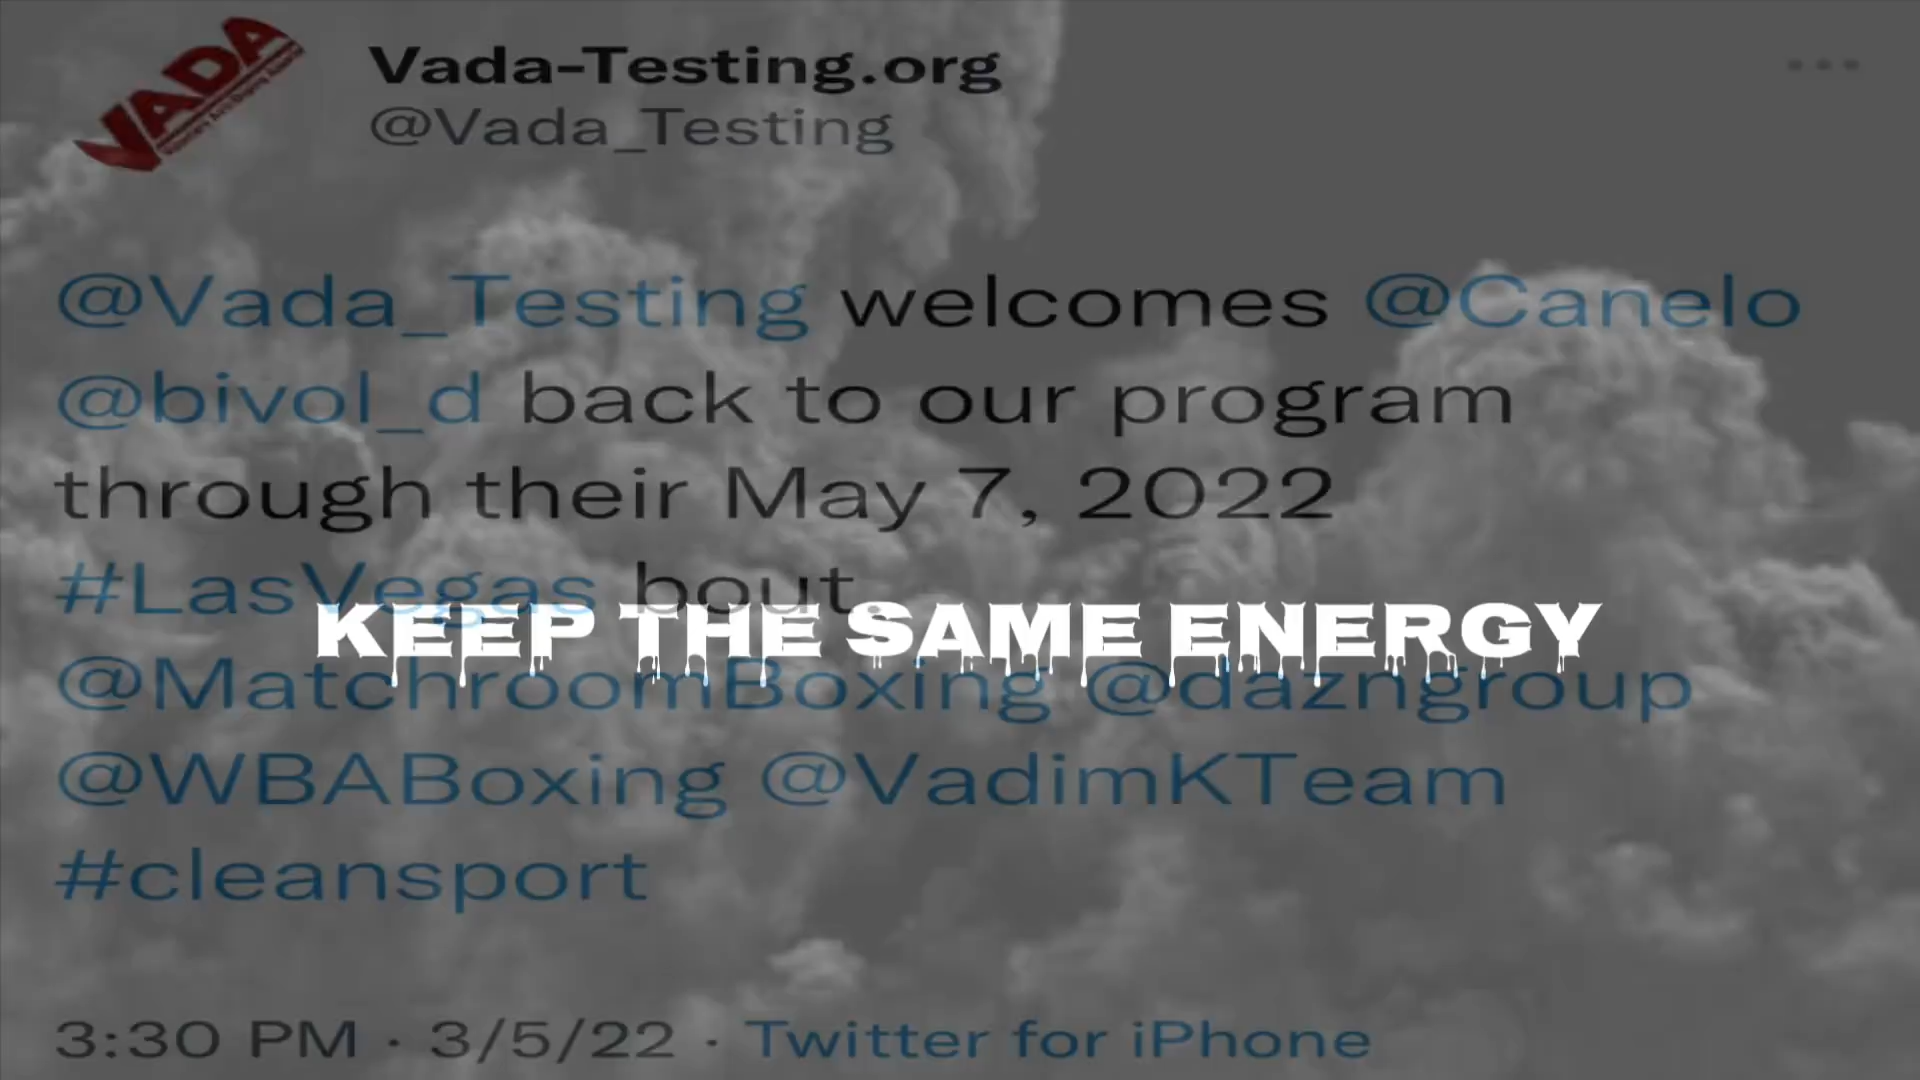 VADA
Vada-Testing.org
@Vada_Testing
@Vada_Testing welcomes @Canelo
@bivol_d back to our program
through their May 7, 2022
#LasVegas bout.
KEEP THE SAME ENERGY
@MatchroomBoxing @dazngroup
@WBABoxing @VadimKTeam
#cleansport
3:30 PM · 3/5/22 · Twitter for iPhone